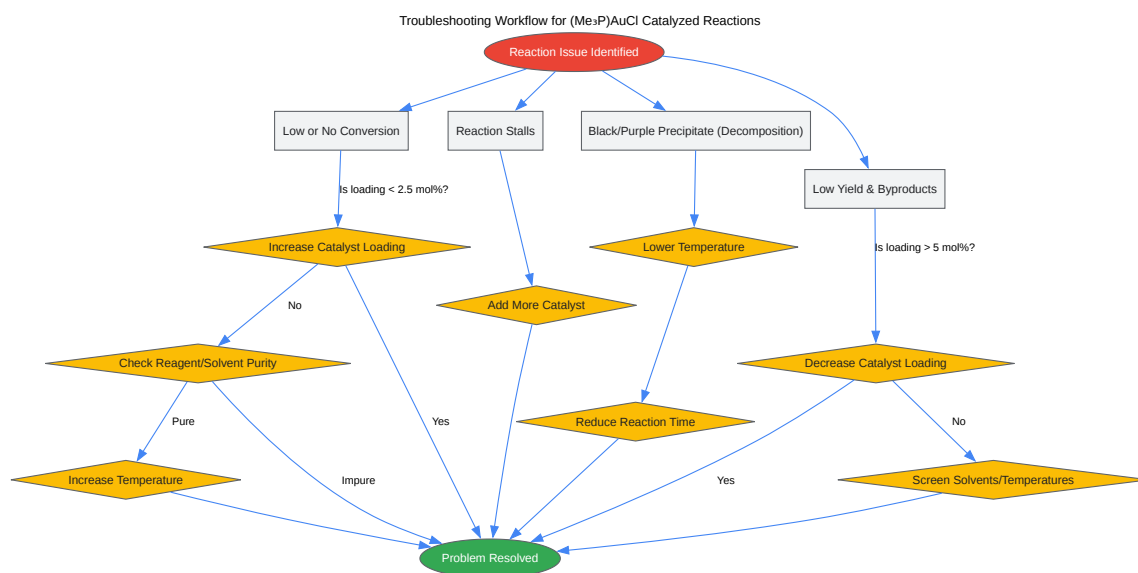 Troubleshooting Workflow for (Me₃P)AuCl Catalyzed Reactions
Reaction Issue Identified
Low or No Conversion
Reaction Stalls
Black/Purple Precipitate (Decomposition)
Low Yield & Byproducts
Is loading < 2.5 mol%?
Increase Catalyst Loading
Lower Temperature
Is loading > 5 mol%?
No
Add More Catalyst
Check Reagent/Solvent Purity
Decrease Catalyst Loading
Pure
Yes
Reduce Reaction Time
No
Increase Temperature
Impure
Yes
Screen Solvents/Temperatures
Problem Resolved